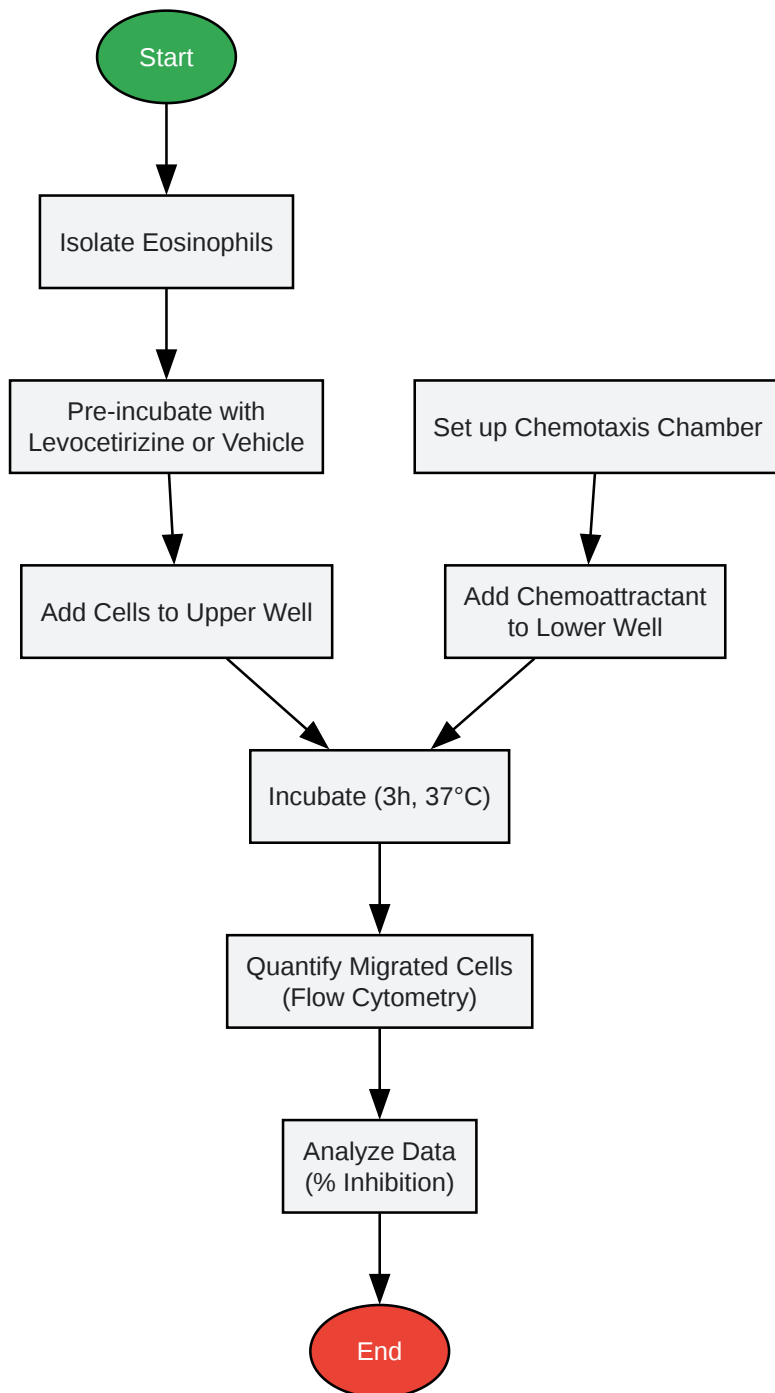 Start
Isolate Eosinophils
Pre-incubate with
Levocetirizine or Vehicle
Set up Chemotaxis Chamber
Add Cells to Upper Well
Add Chemoattractant
to Lower Well
Incubate (3h, 37°C)
Quantify Migrated Cells
(Flow Cytometry)
Analyze Data
(% Inhibition)
End